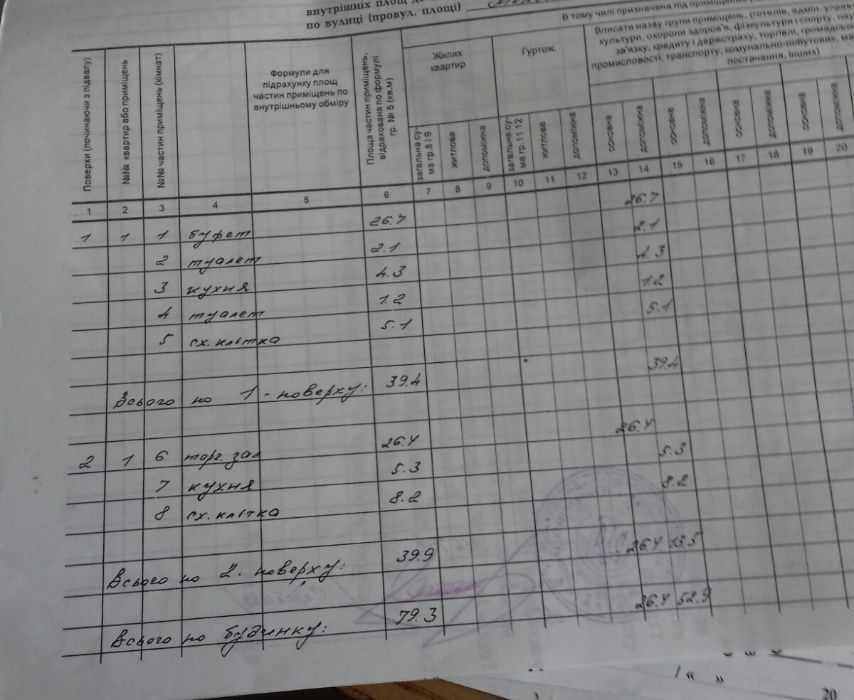 внутрішніх площ
по вулиці (провул. площі)
В тому числі призначена під приміщення
Вписати назву групи приміщень, (готелів, адмін. управ
культури, охорони здоров'я, фізкультури і спорту, нау
зв'язку, кредиту і держстраху, торгівлі, громадськ
промисловості, транспорту, комунально-побутових, ма
постачання, інших)
Поверхи (починаючи з підвалу)
№№ квартир або приміщень
№№ частин приміщень (кімнат)
Формули для
підрахунку площ
частин приміщень по
внутрішньому обміру
Площа частин приміщень,
відрахована по формулі
гр. № 5 (кв.м)
Жилих
квартир
Гуртож.
загальна су-
ма гр.8 і 9
житлова
допоміжна
загальна су-
ма гр. 11 12
житлова
допоміжна
основна
допоміжна
основна
допоміжна
основна
допоміжна
основна
допоміжна
1 2 3 4 5 6 7 8 9 10 11 12 13 14 15 16 17 18 19 20
1 1 1 буфет 26.7 26.7
2 туалет 2.1 2.1
3 кухня 4.3 4.3
4 туалет 1.2 1.2
5 сх. клітка 5.1 5.1
Всього по 1 - поверху: 39.4 39.4
2 1 6 торг. зал 26.4 26.4
7 кухня 5.3 5.3
8 сх. клітка 8.2 8.2
Всього по 2. поверху: 39.9 26.4 13.5
Всього по будинку: 79.3 26.4 52.9
20